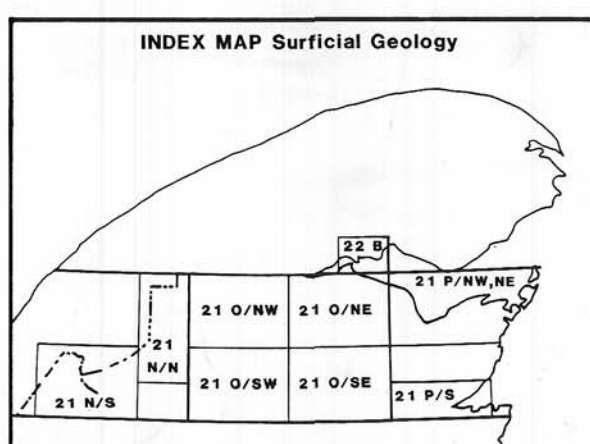 INDEX MAP Surficial Geology
22 B
21 P/NW,NE
21 O/NW
21 O/NE
21
N/N
21 O/SW
21 O/SE
21 N/S
21 P/S